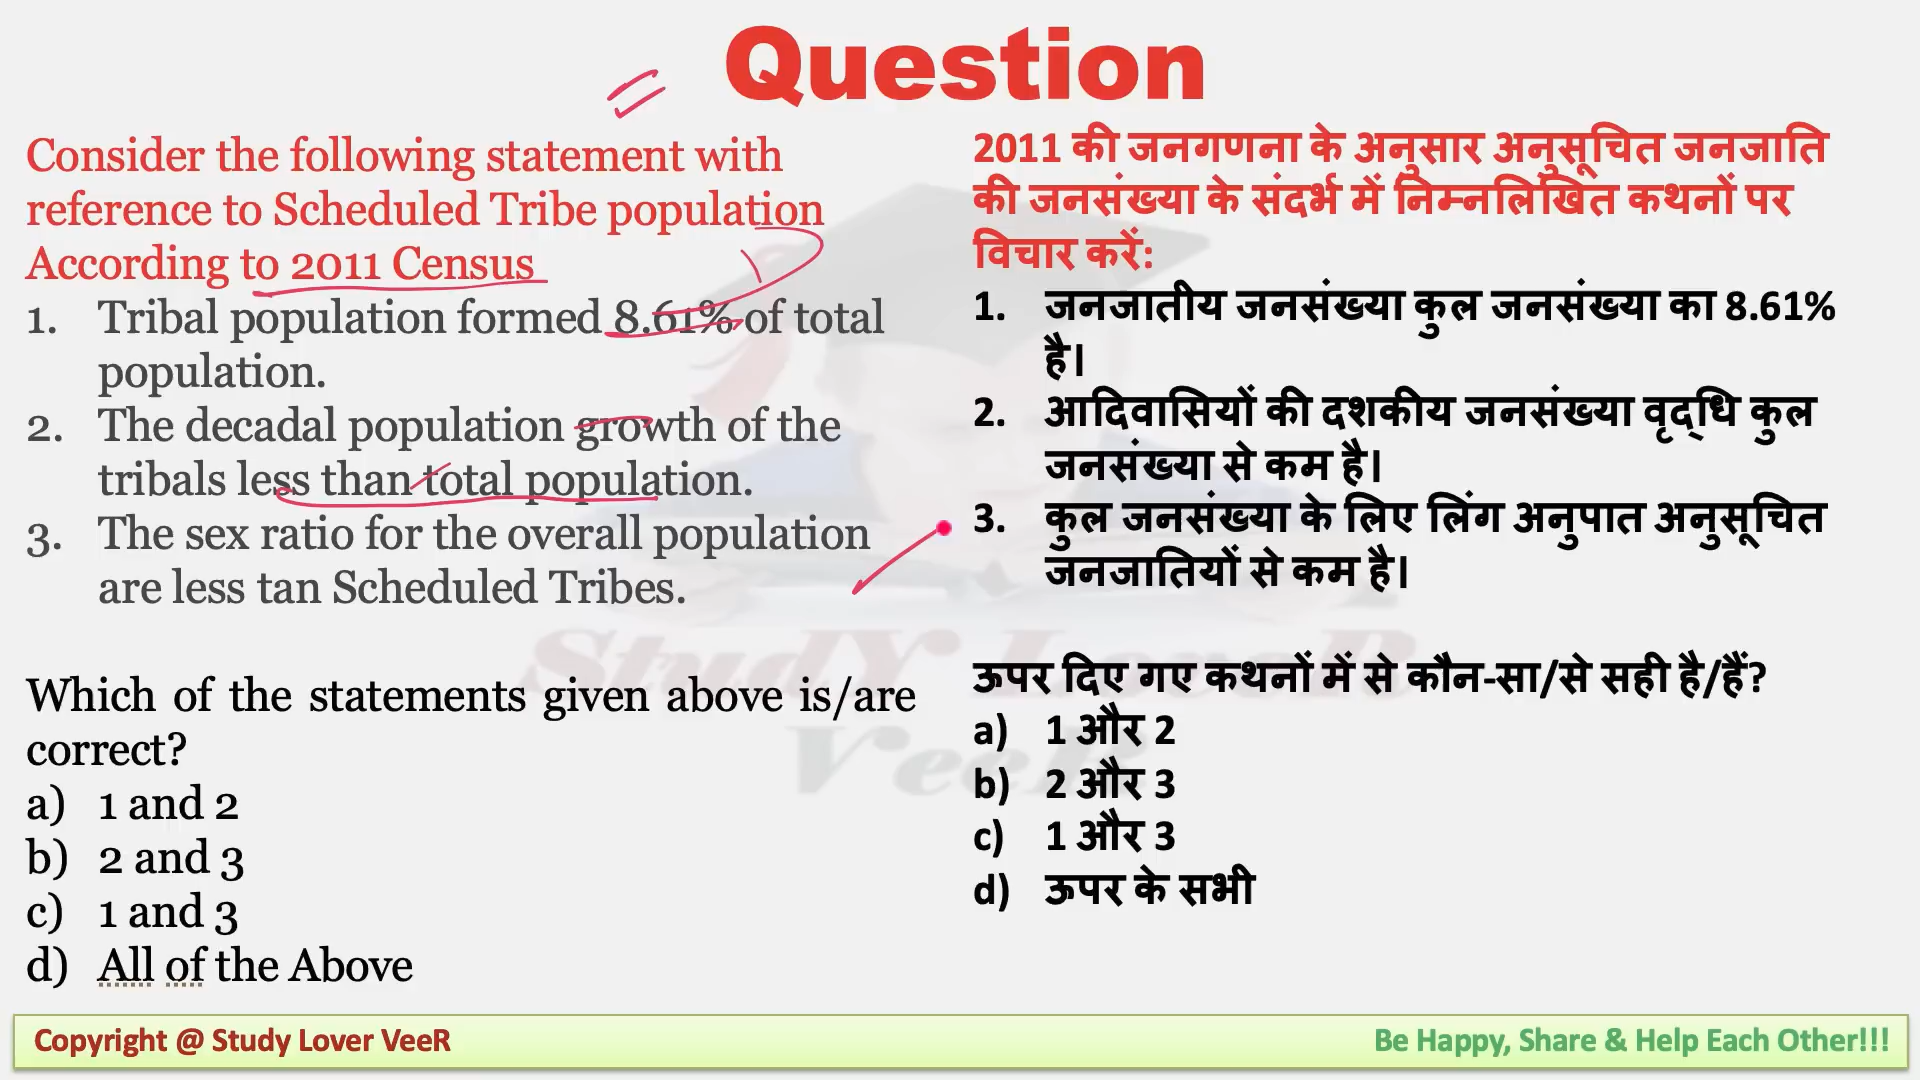 Question
Consider the following statement with
reference to Scheduled Tribe population
According to 2011 Census
1. Tribal population formed 8.61% of total
population.
2. The decadal population growth of the
tribals less than total population.
3. The sex ratio for the overall population
are less tan Scheduled Tribes.
Which of the statements given above is/are
correct?
a) 1 and 2
b) 2 and 3
c) 1 and 3
d) All of the Above
2011 की जनगणना के अनुसार अनुसूचित जनजाति
की जनसंख्या के संदर्भ में निम्नलिखित कथनों पर
विचार करें:
1. जनजातीय जनसंख्या कुल जनसंख्या का 8.61%
है।
2. आदिवासियों की दशकीय जनसंख्या वृद्धि कुल
जनसंख्या से कम है।
3. कुल जनसंख्या के लिए लिंग अनुपात अनुसूचित
जनजातियों से कम है।
ऊपर दिए गए कथनों में से कौन-सा/से सही है/हैं?
a) 1 और 2
b) 2 और 3
c) 1 और 3
d) ऊपर के सभी
StudY LoveR
VeeR
Copyright @ Study Lover VeeR
Be Happy, Share & Help Each Other!!!